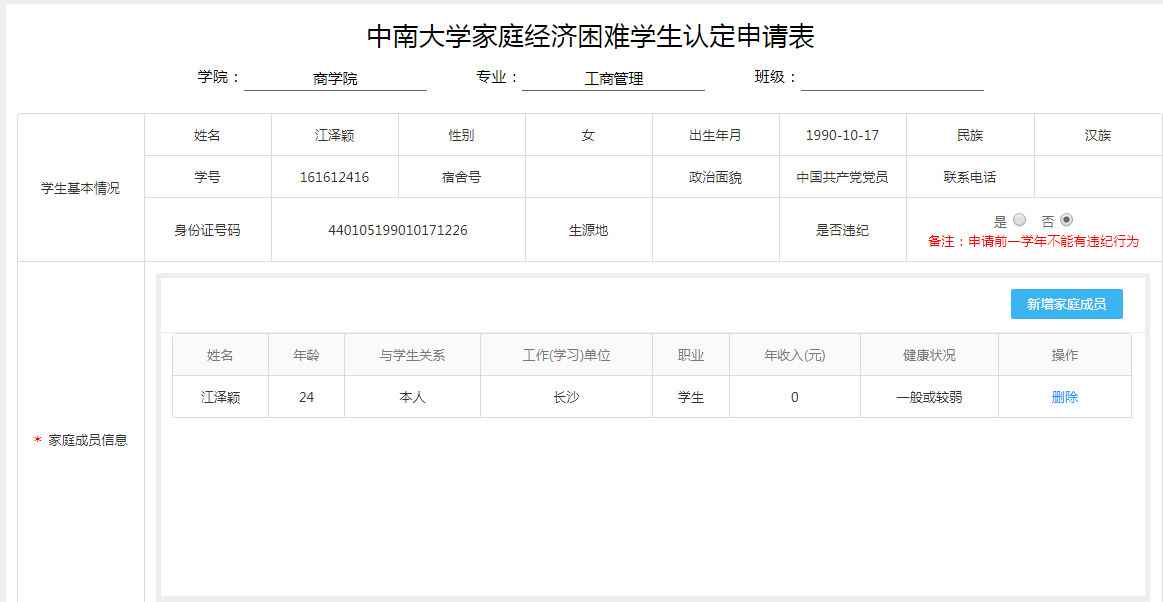 中南大学家庭经济困难学生认定申请表
学院： 商学院 专业： 工商管理 班级：
姓名 江泽颖 性别 女 出生年月 1990-10-17 民族 汉族
学生基本情况 学号 161612416 宿舍号 政治面貌 中国共产党党员 联系电话
身份证号码 440105199010171226 生源地 是否违纪 是 否
备注：申请前一学年不能有违纪行为
新增家庭成员
姓名 年龄 与学生关系 工作(学习)单位 职业 年收入(元) 健康状况 操作
江泽颖 24 本人 长沙 学生 0 一般或较弱 删除
* 家庭成员信息